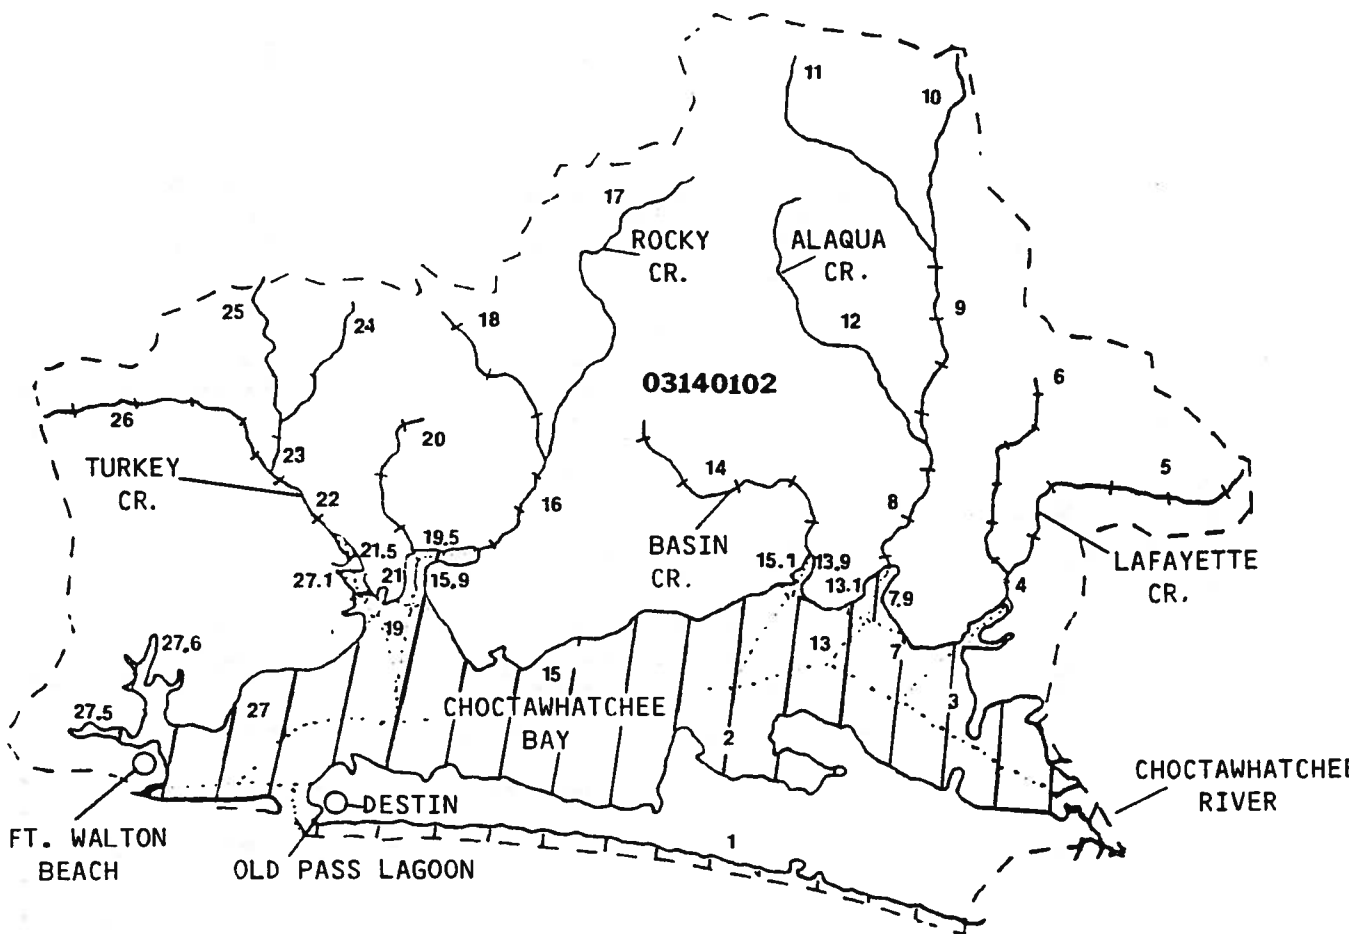 11
10
17
ROCKY
CR.
ALAQUA
CR.
25
24
18
12
9
03140102
6
26
20
23
14
5
TURKEY
CR.
22
16
8
19.5
21.5
BASIN
CR.
15.1
13.9
LAFAYETTE
CR.
27.1
21
15.9
13.1
7.9
4
19
27.6
13
7
15
27.5
27
CHOCTAWHATCHEE
BAY
3
2
CHOCTAWHATCHEE
RIVER
DESTIN
FT. WALTON
BEACH
OLD PASS LAGOON
1